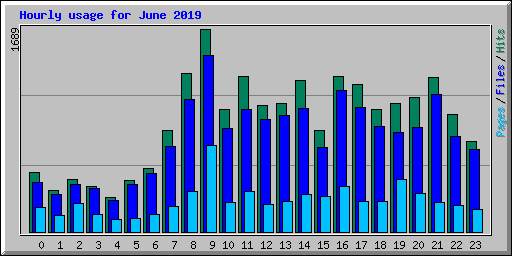 Hourly usage for June 2019
1689
Pages/Files/Hits
0 1 2 3 4 5 6 7 8 9 10 11 12 13 14 15 16 17 18 19 20 21 22 23